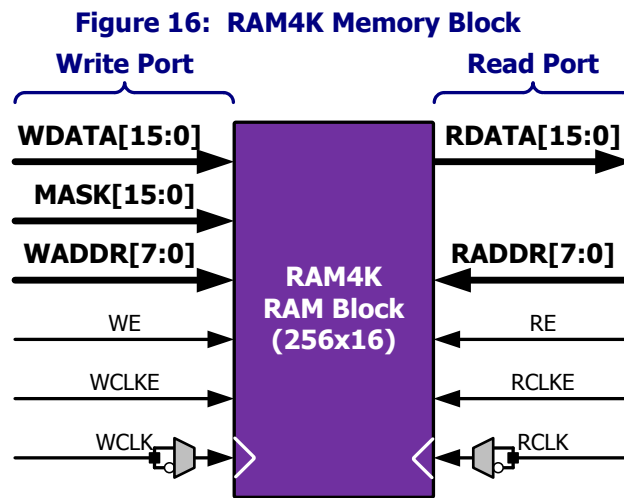 Figure 16: RAM4K Memory Block
Write Port
Read Port
WDATA[15:0]
RDATA[15:0]
MASK[15:0]
WADDR[7:0]
RADDR[7:0]
RAM4K
RAM Block
(256x16)
WE
RE
WCLKE
RCLKE
WCLK
RCLK